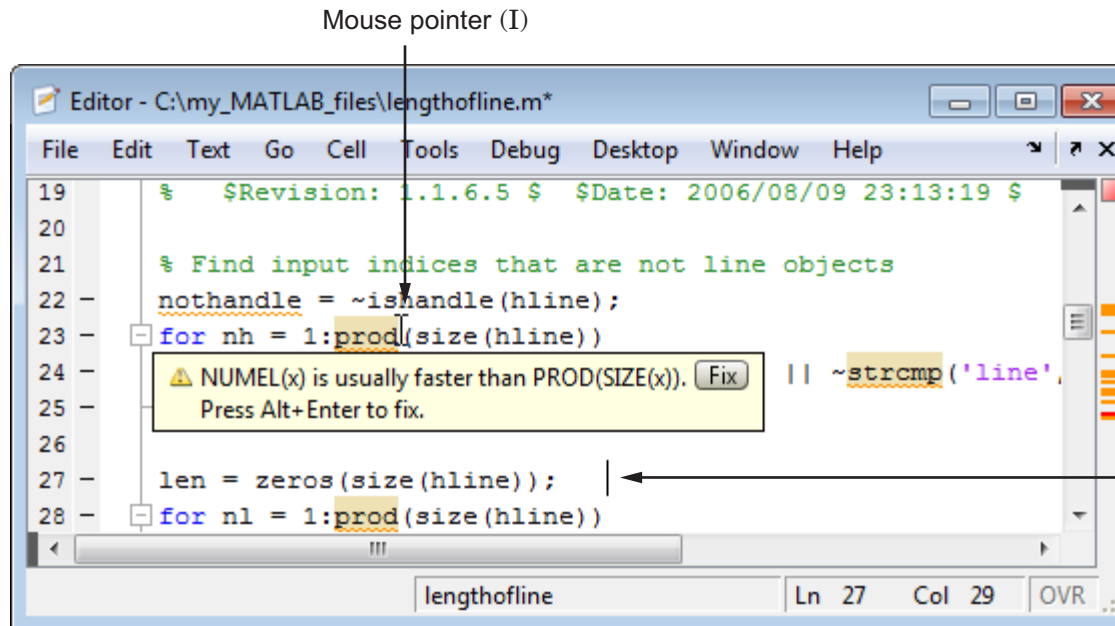 Mouse pointer (I)
Editor - C:\my_MATLAB_files\lengthofline.m*
File Edit Text Go Cell Tools Debug Desktop Window Help
19 % $Revision: 1.1.6.5 $ $Date: 2006/08/09 23:13:19 $
20
21 % Find input indices that are not line objects
22 - nothandle = ~ishandle(hline);
23 - for nh = 1:prod(size(hline))
24 - || ~strcmp('line',
NUMEL(x) is usually faster than PROD(SIZE(x)). Fix
25 -
Press Alt+Enter to fix.
26
27 - len = zeros(size(hline));
28 - for nl = 1:prod(size(hline))
lengthofline Ln 27 Col 29 OVR